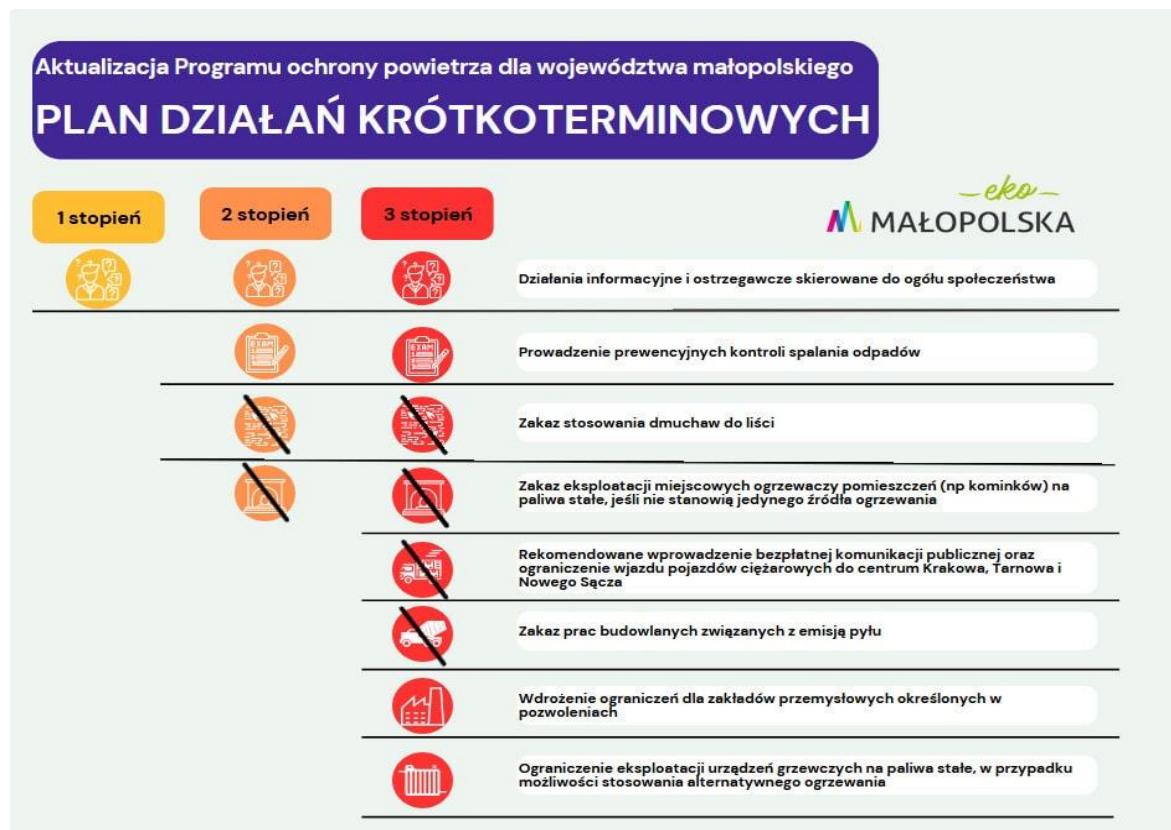 Aktualizacja Programu ochrony powietrza dla województwa małopolskiego
PLAN DZIAŁAŃ KRÓTKOTERMINOWYCH
1 stopień
2 stopień
3 stopień
eko
MAŁOPOLSKA
Działania informacyjne i ostrzegawcze skierowane do ogółu społeczeństwa
EXAM
EXAM
Prowadzenie prewencyjnych kontroli spalania odpadów
Zakaz stosowania dmuchaw do liści
Zakaz eksploatacji miejscowych ogrzewaczy pomieszczeń (np kominków) na
paliwa stałe, jeśli nie stanowią jedynego źródła ogrzewania
Rekomendowane wprowadzenie bezpłatnej komunikacji publicznej oraz
ograniczenie wjazdu pojazdów ciężarowych do centrum Krakowa, Tarnowa i
Nowego Sącza
Zakaz prac budowlanych związanych z emisją pyłu
Wdrożenie ograniczeń dla zakładów przemysłowych określonych w
pozwoleniach
Ograniczenie eksploatacji urządzeń grzewczych na paliwa stałe, w przypadku
możliwości stosowania alternatywnego ogrzewania